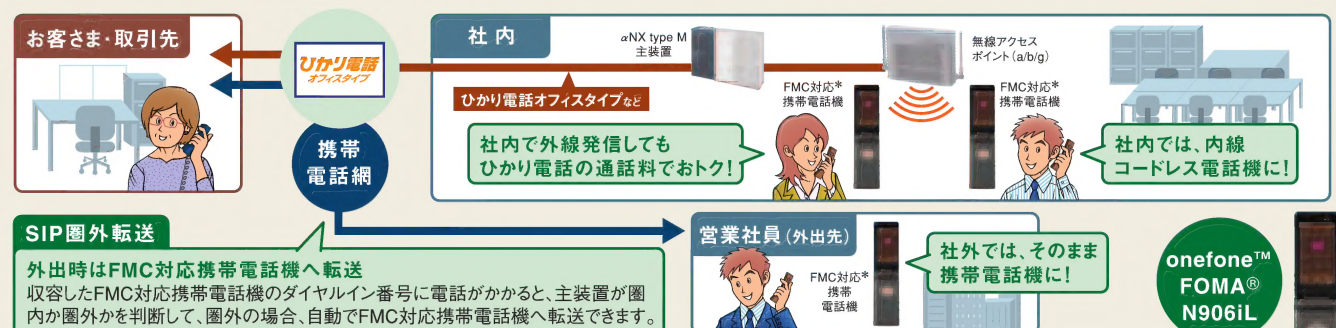 お客さま・取引先
ひかり電話
オフィスタイプ
社内
αNX type M
主装置
無線アクセス
ポイント(a/b/g)
FMC対応*
携帯電話機
FMC対応*
携帯電話機
ひかり電話オフィスタイプなど
社内で外線発信しても
ひかり電話の通話料でおトク!
社内では、内線
コードレス電話機に!
携帯
電話網
SIP圏外転送
外出時はFMC対応携帯電話機へ転送
収容したFMC対応携帯電話機のダイヤルイン番号に電話がかかると、主装置が圏
内か圏外かを判断して、圏外の場合、自動でFMC対応携帯電話機へ転送できます。
営業社員(外出先)
FMC対応*
携帯
電話機
社外では、そのまま
携帯電話機に!
onefone™
FOMA®
N906iL